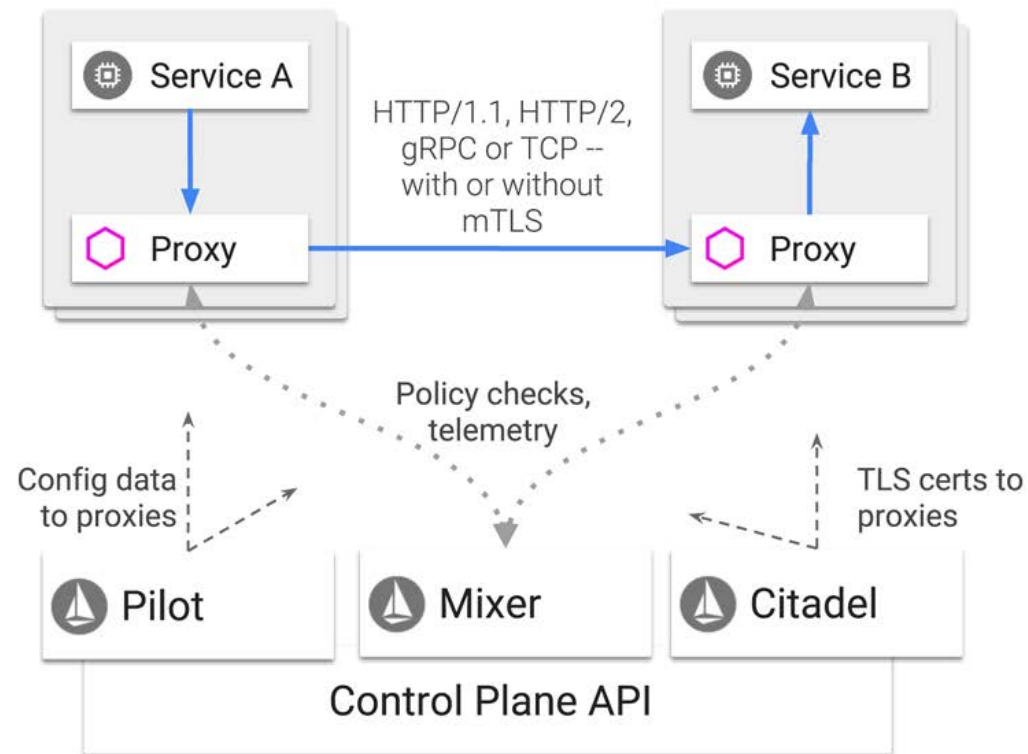 Service A
Service B
HTTP/1.1, HTTP/2,
gRPC or TCP --
with or without
mTLS
Proxy
Proxy
Policy checks,
telemetry
Config data
to proxies
TLS certs to
proxies
Pilot
Mixer
Citadel
Control Plane API